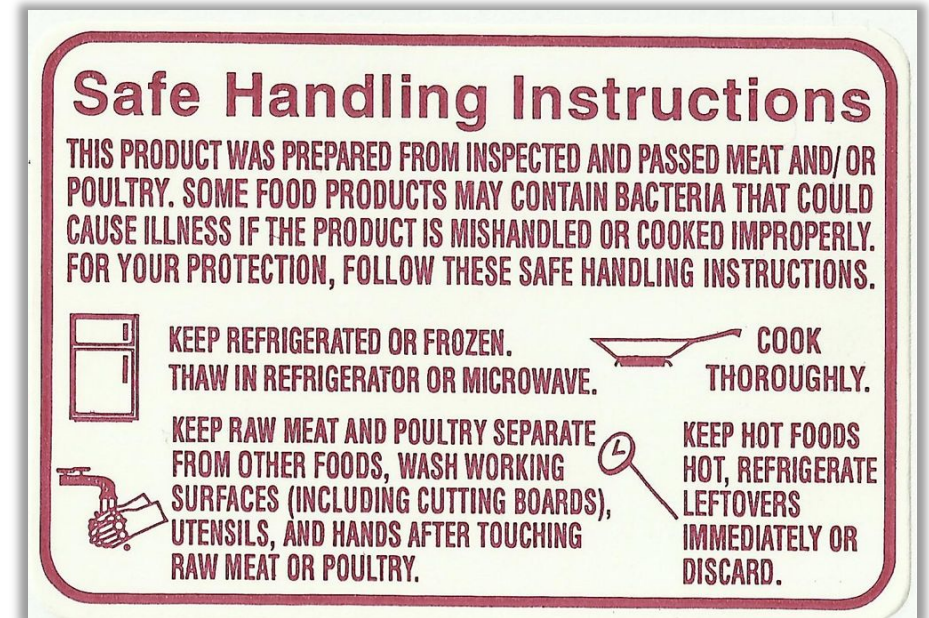 Safe Handling Instructions
THIS PRODUCT WAS PREPARED FROM INSPECTED AND PASSED MEAT AND/OR
POULTRY. SOME FOOD PRODUCTS MAY CONTAIN BACTERIA THAT COULD
CAUSE ILLNESS IF THE PRODUCT IS MISHANDLED OR COOKED IMPROPERLY.
FOR YOUR PROTECTION, FOLLOW THESE SAFE HANDLING INSTRUCTIONS.
KEEP REFRIGERATED OR FROZEN.
THAW IN REFRIGERATOR OR MICROWAVE.
COOK
THOROUGHLY.
KEEP RAW MEAT AND POULTRY SEPARATE
FROM OTHER FOODS, WASH WORKING
SURFACES (INCLUDING CUTTING BOARDS),
UTENSILS, AND HANDS AFTER TOUCHING
RAW MEAT OR POULTRY.
KEEP HOT FOODS
HOT, REFRIGERATE
LEFTOVERS
IMMEDIATELY OR
DISCARD.